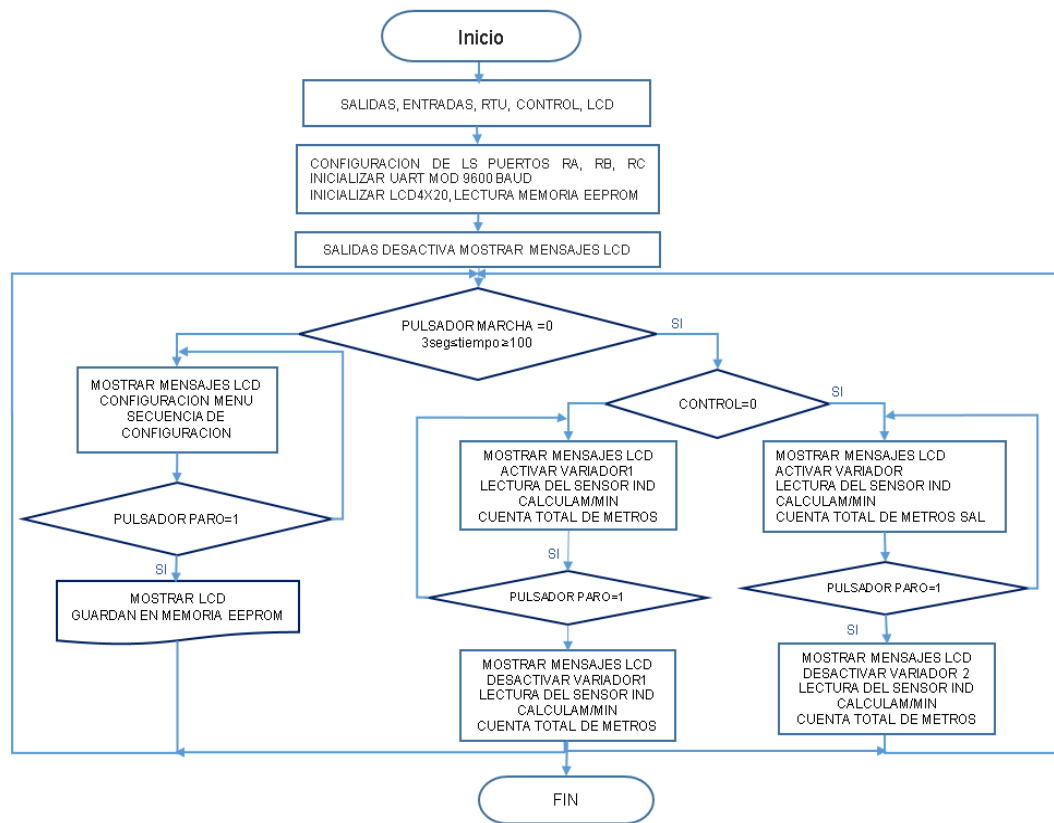 Inicio
SALIDAS, ENTRADAS, RTU, CONTROL, LCD
CONFIGURACION DE LS PUERTOS RA, RB, RC
INICIALIZAR UART MOD 9600 BAUD
INICIALIZAR LCD4X20, LECTURA MEMORIA EEPROM
SALIDAS DESACTIVA MOSTRAR MENSAJES LCD
PULSADOR MARCHA =0
3seg≤tiempo≥100
SI
MOSTRAR MENSAJES LCD
CONFIGURACION MENU
SECUENCIA DE
CONFIGURACION
PULSADOR PARO=1
SI
MOSTRAR LCD
GUARDAN EN MEMORIA EEPROM
CONTROL=0
SI
MOSTRAR MENSAJES LCD
ACTIVAR VARIADOR1
LECTURA DEL SENSOR IND
CALCULAM/MIN
CUENTA TOTAL DE METROS
SI
PULSADOR PARO=1
MOSTRAR MENSAJES LCD
DESACTIVAR VARIADOR1
LECTURA DEL SENSOR IND
CALCULAM/MIN
CUENTA TOTAL DE METROS
MOSTRAR MENSAJES LCD
ACTIVAR VARIADOR
LECTURA DEL SENSOR IND
CALCULAM/MIN
CUENTA TOTAL DE METROS SAL
PULSADOR PARO=1
SI
MOSTRAR MENSAJES LCD
DESACTIVAR VARIADOR 2
LECTURA DEL SENSOR IND
CALCULAM/MIN
CUENTA TOTAL DE METROS
FIN